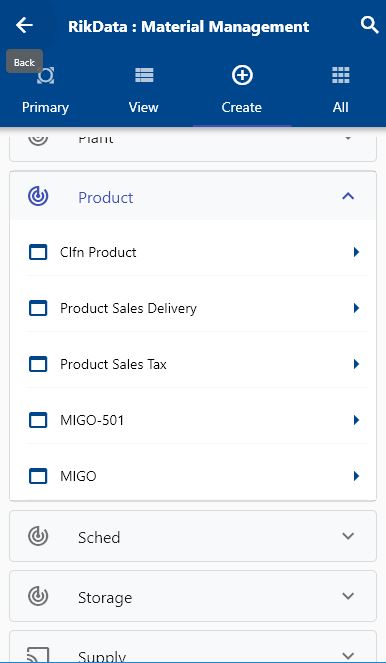 RikData : Material Management
Back
Primary
View
Create
All
Plant
Product
Clfn Product
Product Sales Delivery
Product Sales Tax
MIGO-501
MIGO
Sched
Storage
Supply